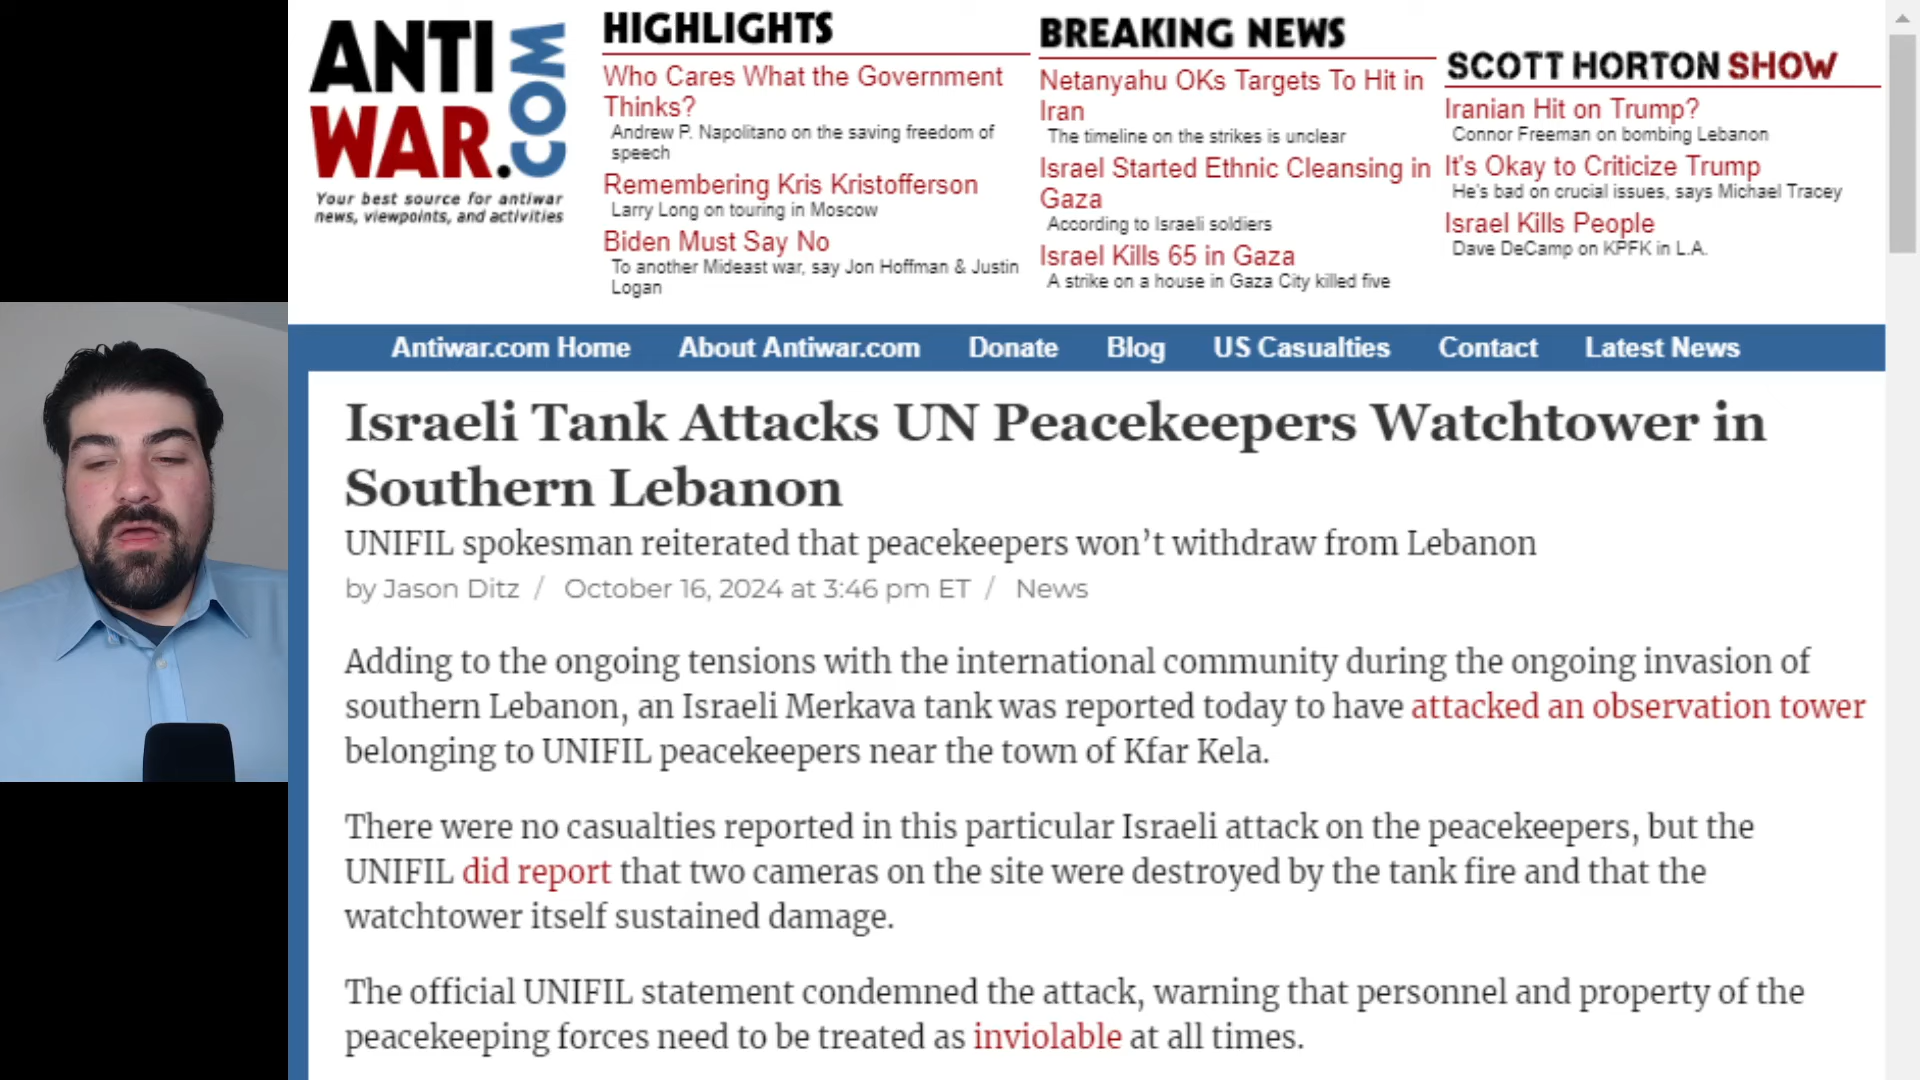 ANTI
WAR.COM
Your best source for antiwar
news, viewpoints, and activities
HIGHLIGHTS
Who Cares What the Government
Thinks?
Andrew P. Napolitano on the saving freedom of
speech
Remembering Kris Kristofferson
Larry Long on touring in Moscow
Biden Must Say No
To another Mideast war, say Jon Hoffman & Justin
Logan
BREAKING NEWS
Netanyahu OKs Targets To Hit in
Iran
The timeline on the strikes is unclear
Israel Started Ethnic Cleansing in
Gaza
According to Israeli soldiers
Israel Kills 65 in Gaza
A strike on a house in Gaza City killed five
SCOTT HORTON SHOW
Iranian Hit on Trump?
Connor Freeman on bombing Lebanon
It's Okay to Criticize Trump
He's bad on crucial issues, says Michael Tracey
Israel Kills People
Dave DeCamp on KPFK in L.A.
Antiwar.com Home About Antiwar.com Donate Blog US Casualties Contact Latest News
Israeli Tank Attacks UN Peacekeepers Watchtower in
Southern Lebanon
UNIFIL spokesman reiterated that peacekeepers won’t withdraw from Lebanon
by Jason Ditz / October 16, 2024 at 3:46 pm ET / News
Adding to the ongoing tensions with the international community during the ongoing invasion of
southern Lebanon, an Israeli Merkava tank was reported today to have attacked an observation tower
belonging to UNIFIL peacekeepers near the town of Kfar Kela.
There were no casualties reported in this particular Israeli attack on the peacekeepers, but the
UNIFIL did report that two cameras on the site were destroyed by the tank fire and that the
watchtower itself sustained damage.
The official UNIFIL statement condemned the attack, warning that personnel and property of the
peacekeeping forces need to be treated as inviolable at all times.